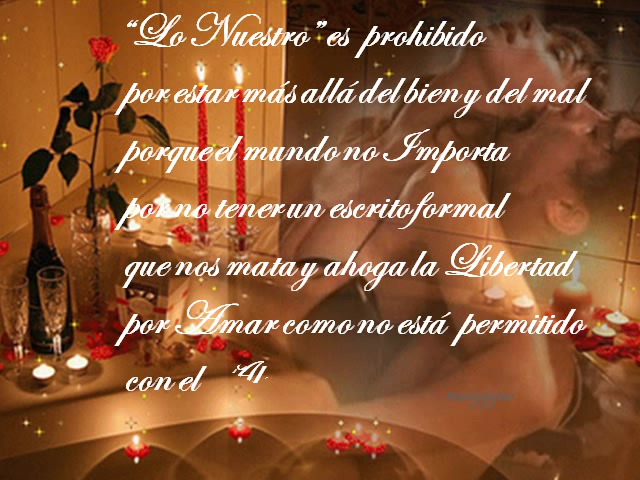 “Lo Nuestro” es prohibido
por estar más allá del bien y del mal
porque el mundo no Importa
por no tener un escrito formal
que nos mata y ahoga la Libertad
por Amar como no está permitido
con el